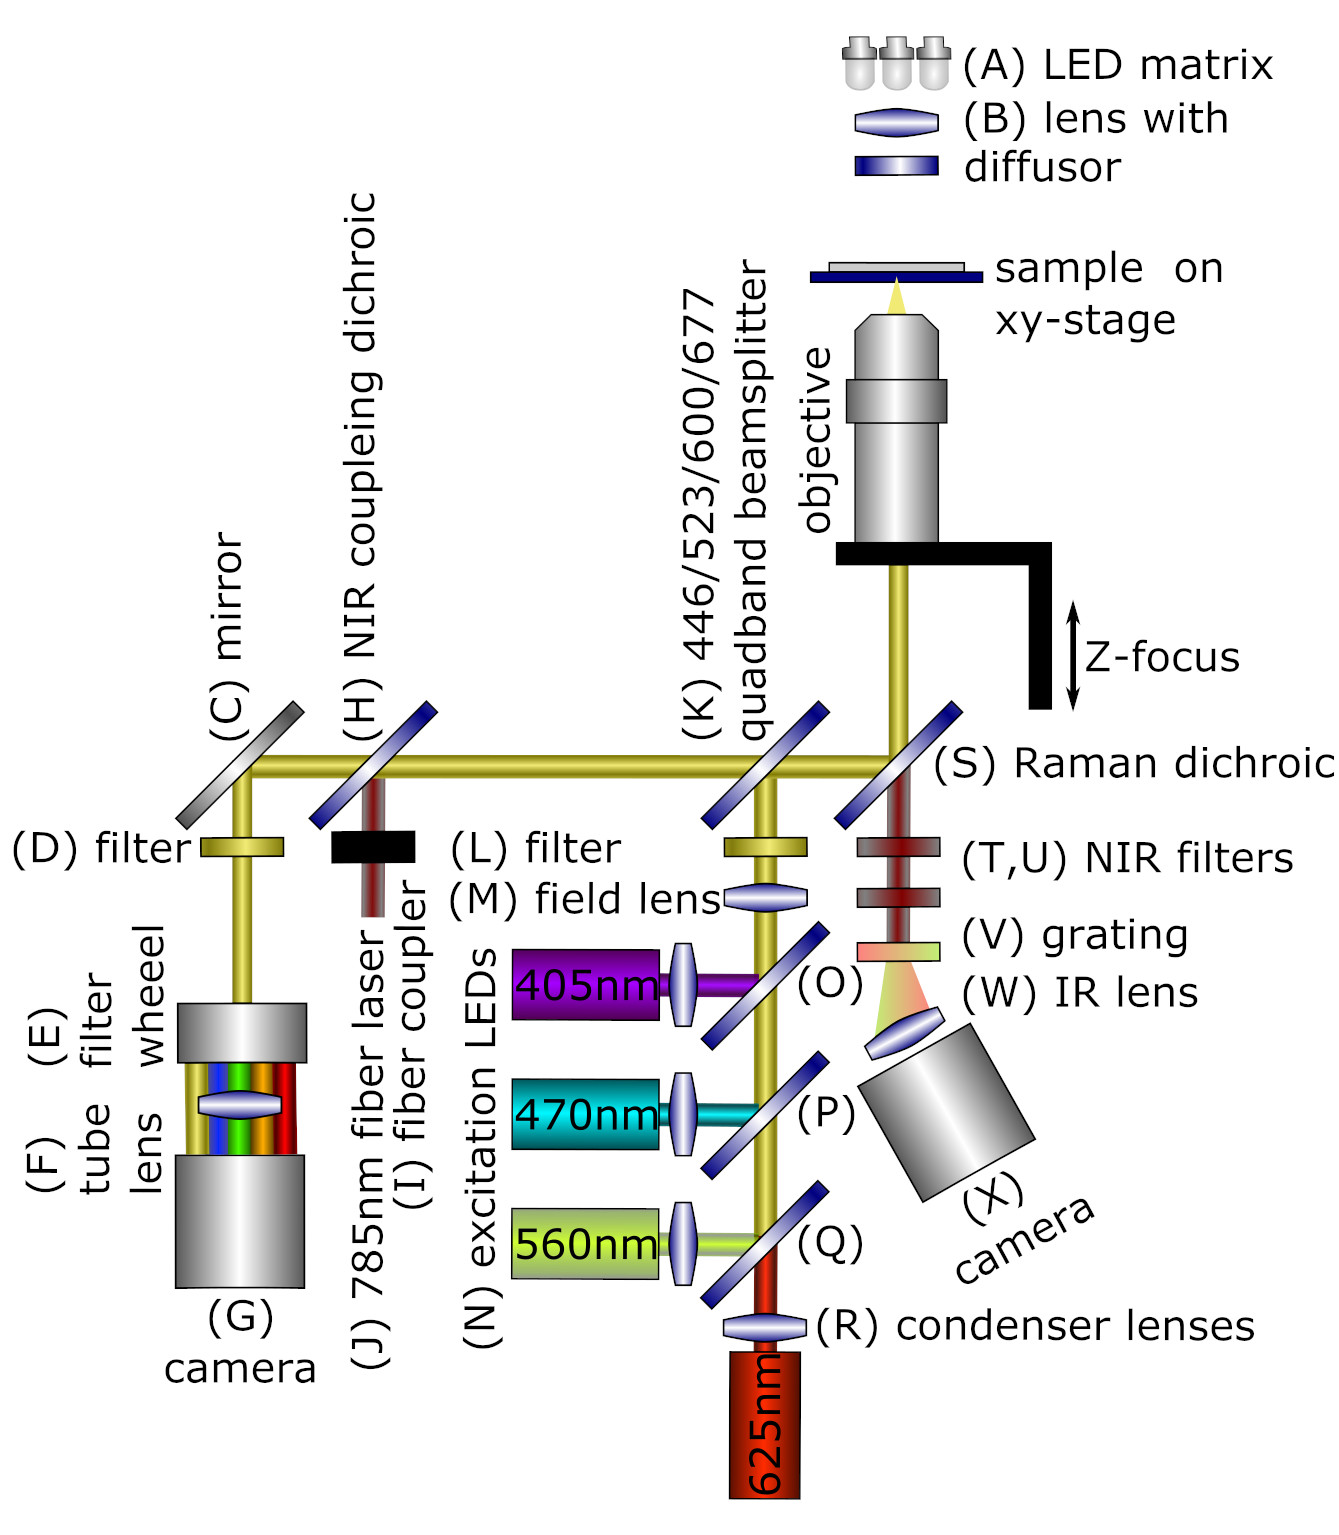 (A) LED matrix
(B) lens with
diffusor
sample on
xy-stage
objective
Z-focus
(C) mirror
(H) NIR coupleing dichroic
(K) 446/523/600/677
quadband beamsplitter
(S) Raman dichroic
(D) filter
(L) filter
(M) field lens
(T,U) NIR filters
(V) grating
(W) IR lens
(E)
filter
wheeel
(F)
tube
lens
(G)
camera
(J) 785nm fiber laser
(I) fiber coupler
(N) excitation LEDs
405nm
(O)
470nm
(P)
560nm
(Q)
(R) condenser lenses
625nm
(X)
camera